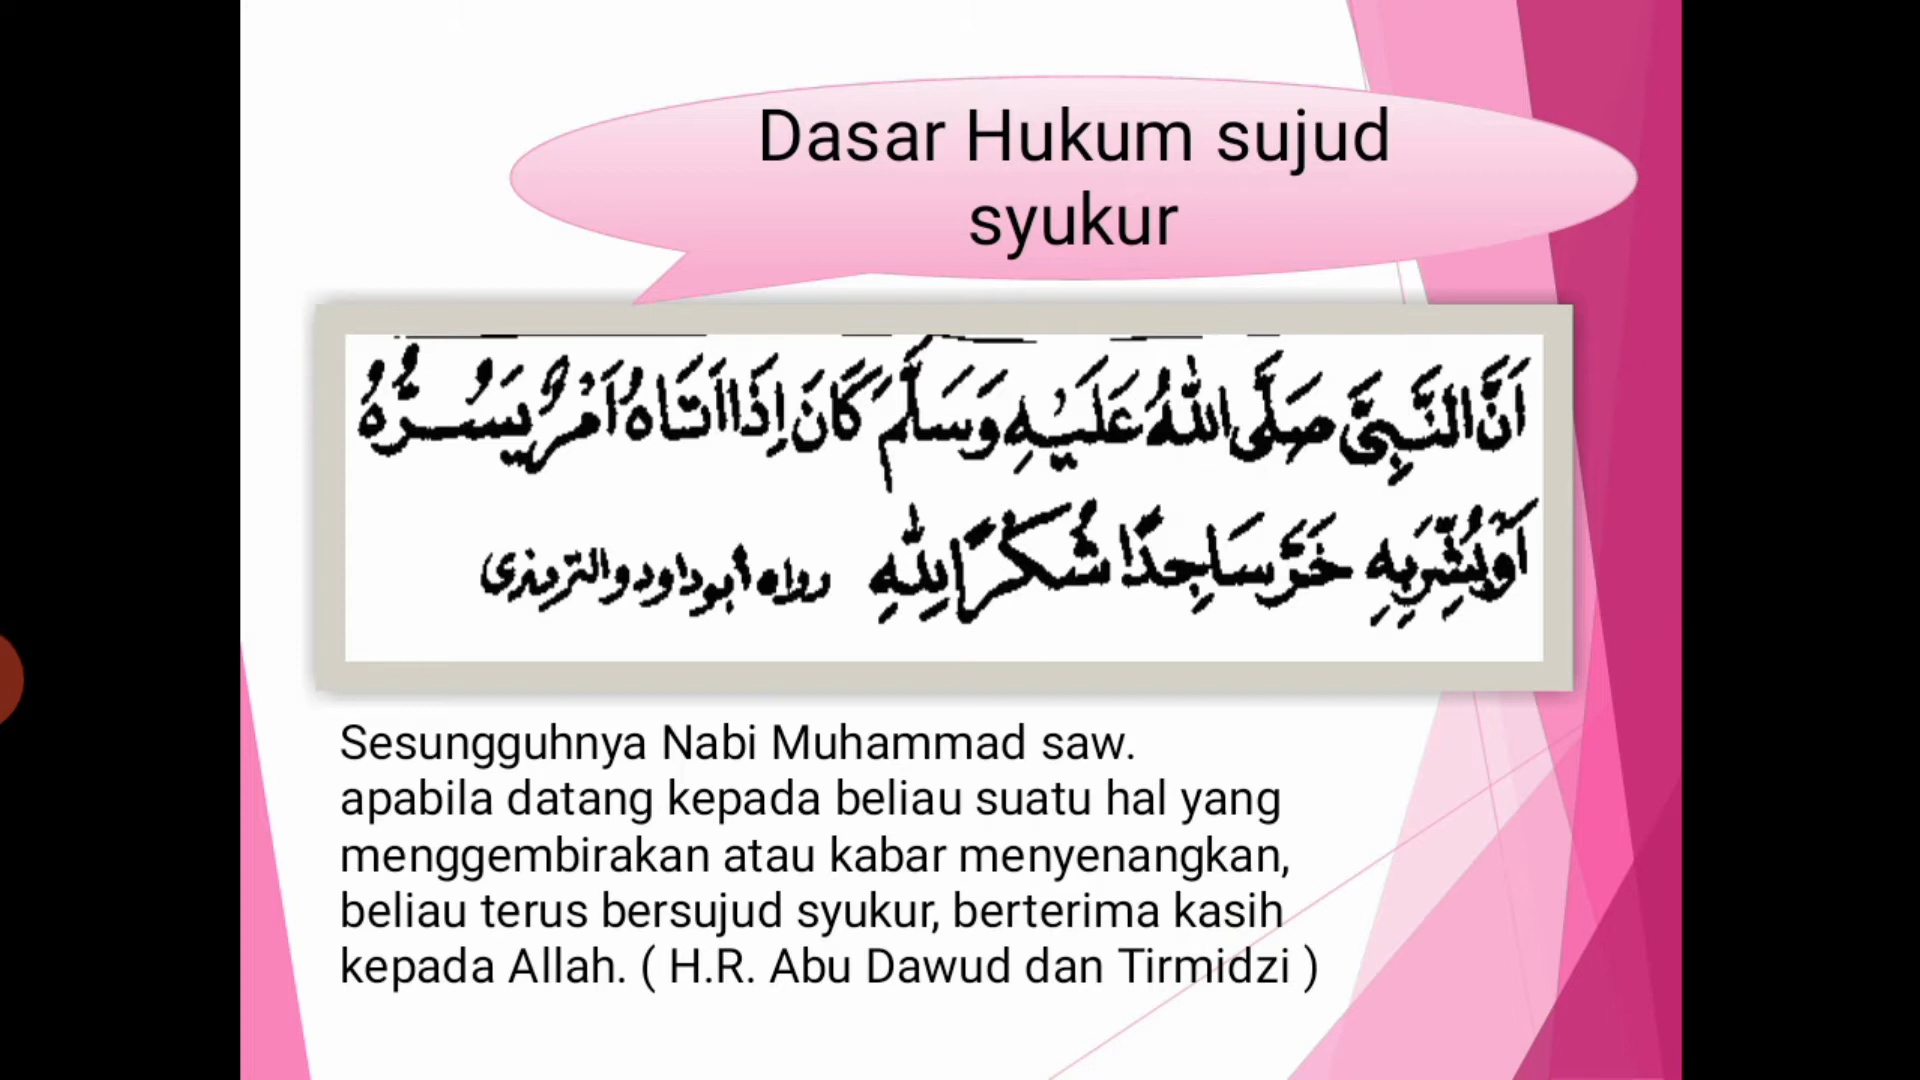 Dasar Hukum sujud
syukur
اَنَّ النَّبِىَّ صَلَّى اللهُ عَلَيْهِ وَسَلَّمَ كَانَ إِذَا اَتَاهُ اَمْرٌ يَسُرُّهُ
اَوْ يُبَشَّرُ بِهِ خَرَّ سَاجِدًا شُكْرًا لِلّٰهِ رواه أبو داود والترمذى
Sesungguhnya Nabi Muhammad saw.
apabila datang kepada beliau suatu hal yang
menggembirakan atau kabar menyenangkan,
beliau terus bersujud syukur, berterima kasih
kepada Allah. ( H.R. Abu Dawud dan Tirmidzi )